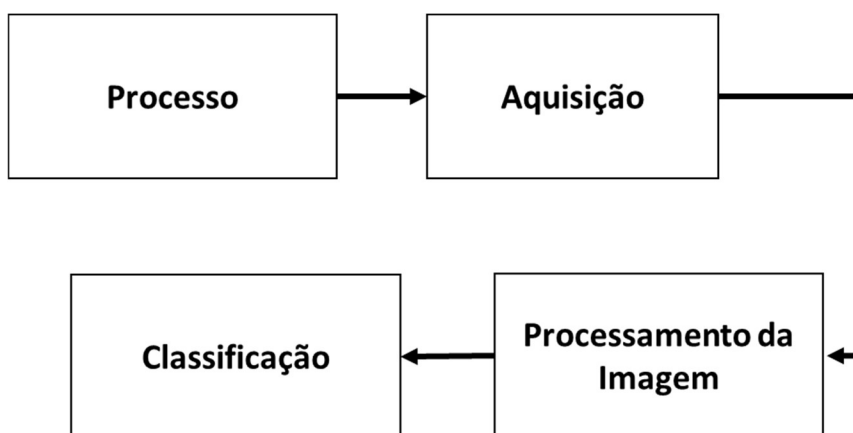 Processo
Aquisição
Processamento da
Imagem
Classificação